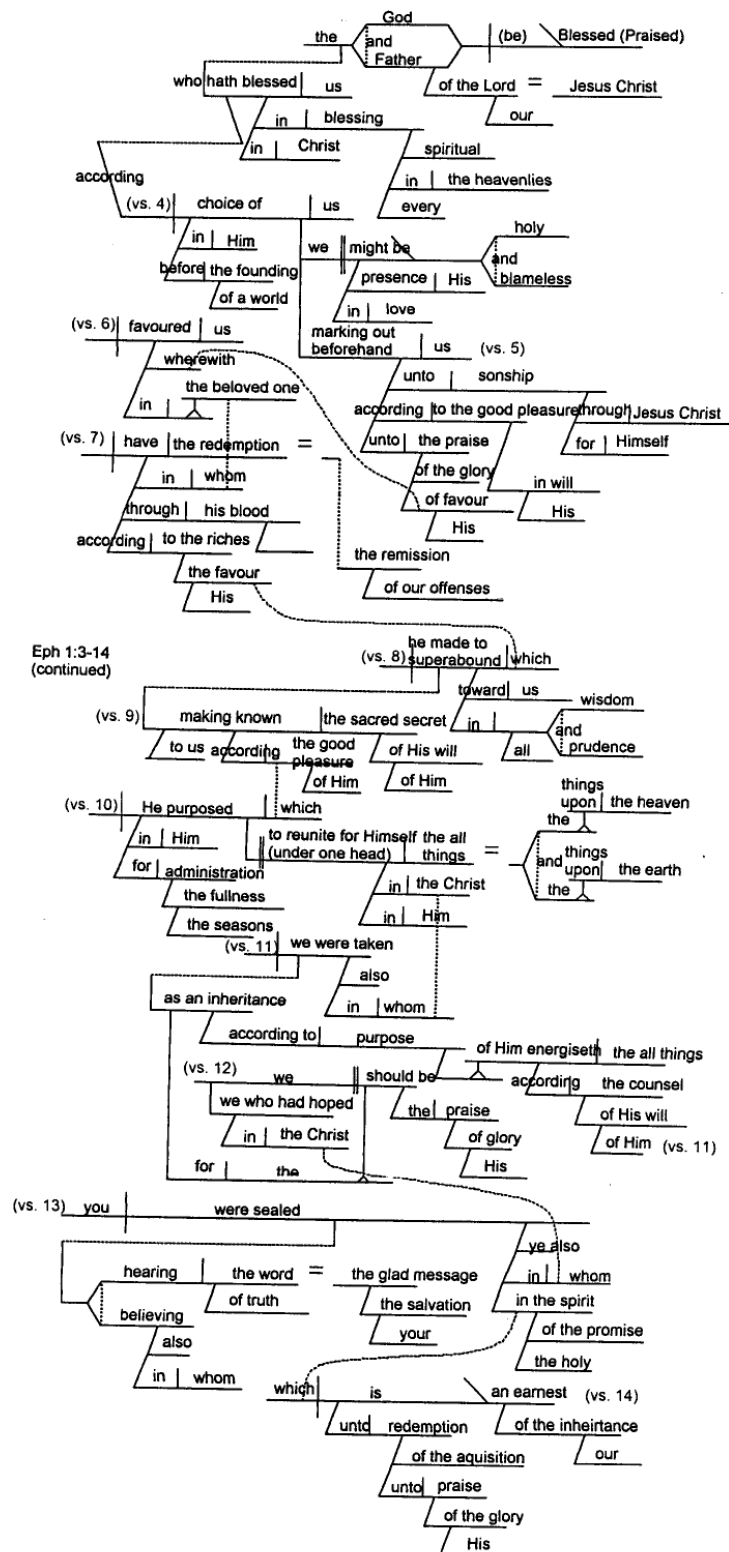 God
the and (be) Blessed (Praised)
Father
who hath blessed us of the Lord = Jesus Christ
in blessing our
in Christ spiritual
in the heavenlies
according every
(vs. 4) choice of us
in Him we might be holy
and
before the founding presence His blameless
of a world in love
(vs. 6) favoured us marking out
beforehand us (vs. 5)
wherewith unto sonship
the beloved one
in according to the good pleasure through Jesus Christ
(vs. 7) have the redemption = unto the praise for Himself
in whom of the glory in will
through his blood of favour His
according to the riches His
the favour the remission
His of our offenses
Eph 1:3-14
(continued)
(vs. 8) he made to
superabound which
toward us wisdom
(vs. 9) making known the sacred secret in and
to us according the good
pleasure of His will all prudence
of Him of Him
(vs. 10) He purposed which things
upon the heaven
in Him to reunite for Himself
(under one head) the all
things = the
for administration in the Christ and things
upon the earth
the fullness in Him the
the seasons
(vs. 11) we were taken
also
as an inheritance in whom
according to purpose of Him energiseth the all things
(vs. 12) we should be according the counsel
we who had hoped the praise of His will
in the Christ of glory of Him (vs. 11)
for the His
(vs. 13) you were sealed
ye also
hearing the word = the glad message in whom
of truth the salvation in the spirit
believing your of the promise
also the holy
in whom
which is an earnest (vs. 14)
untc redemption of the inheirtance
of the aquisition our
unto praise
of the glory
His